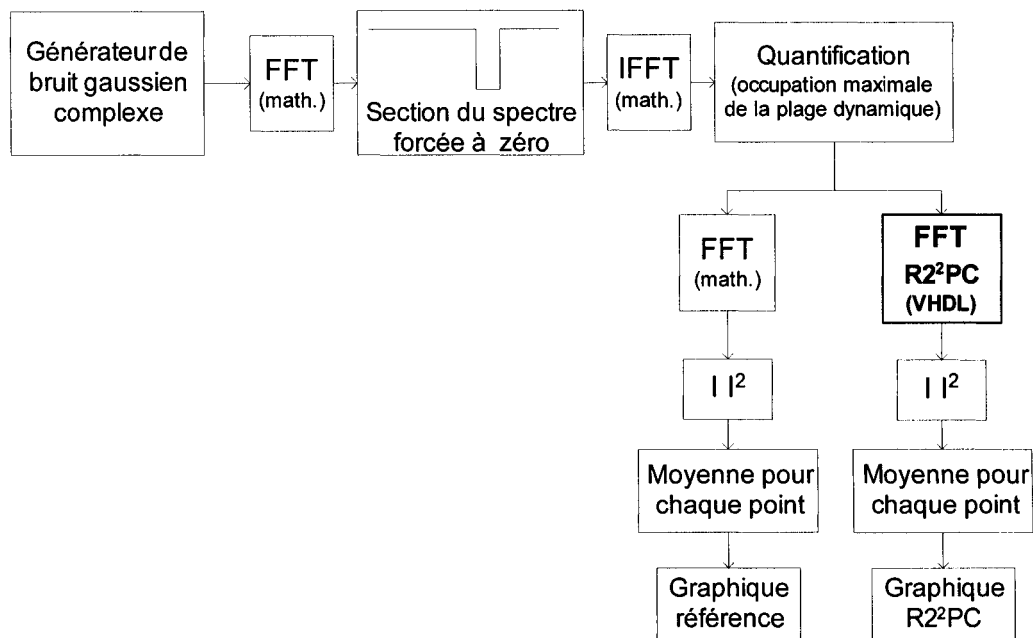 Générateur de
bruit gaussien
complexe
FFT
(math.)
Section du spectre
forcée à zéro
IFFT
(math.)
Quantification
(occupation maximale
de la plage dynamique)
FFT
(math.)
FFT
R2²PC
(VHDL)
| |²
| |²
Moyenne pour
chaque point
Moyenne pour
chaque point
Graphique
référence
Graphique
R2²PC